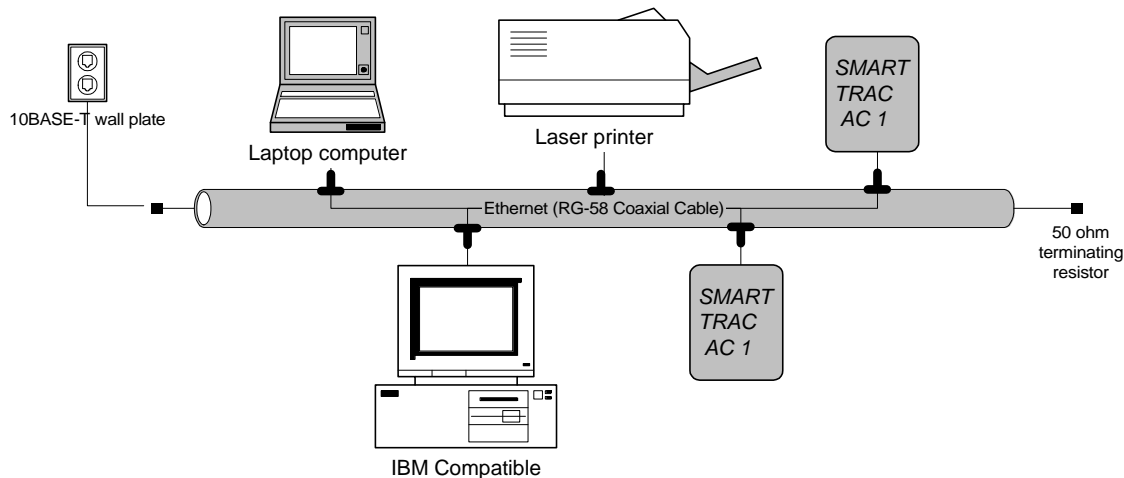 10BASE-T wall plate
Laptop computer
Laser printer
SMART
TRAC
AC 1
Ethernet (RG-58 Coaxial Cable)
50 ohm
terminating
resistor
SMART
TRAC
AC 1
IBM Compatible